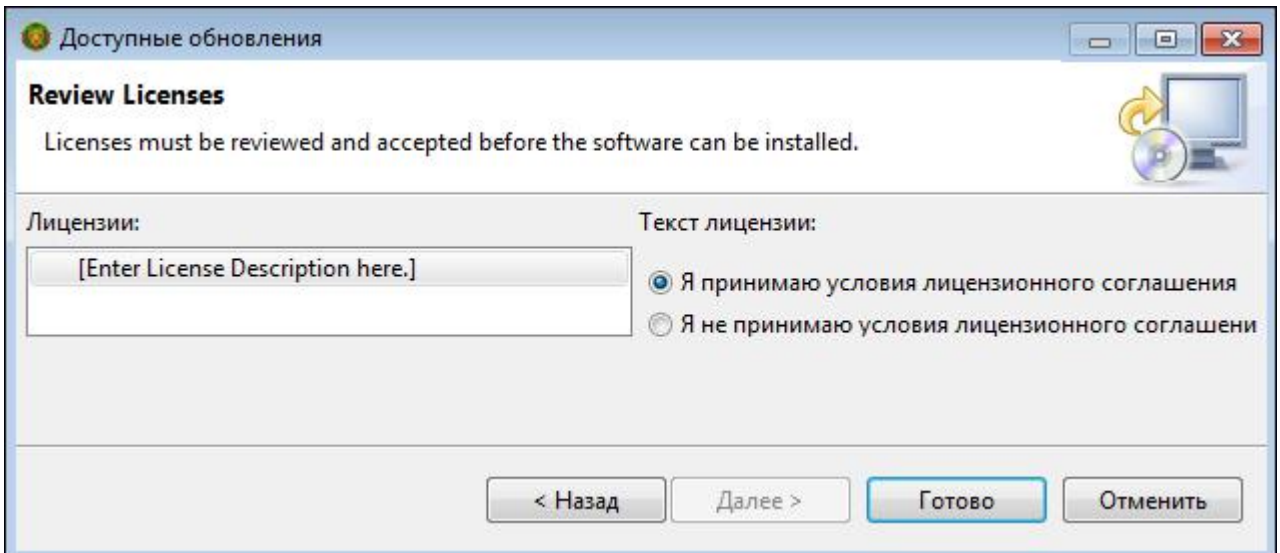 Доступные обновления
Review Licenses
Licenses must be reviewed and accepted before the software can be installed.
Лицензии:
Текст лицензии:
[Enter License Description here.]
Я принимаю условия лицензионного соглашения
Я не принимаю условия лицензионного соглашени
< Назад
Далее >
Готово
Отменить